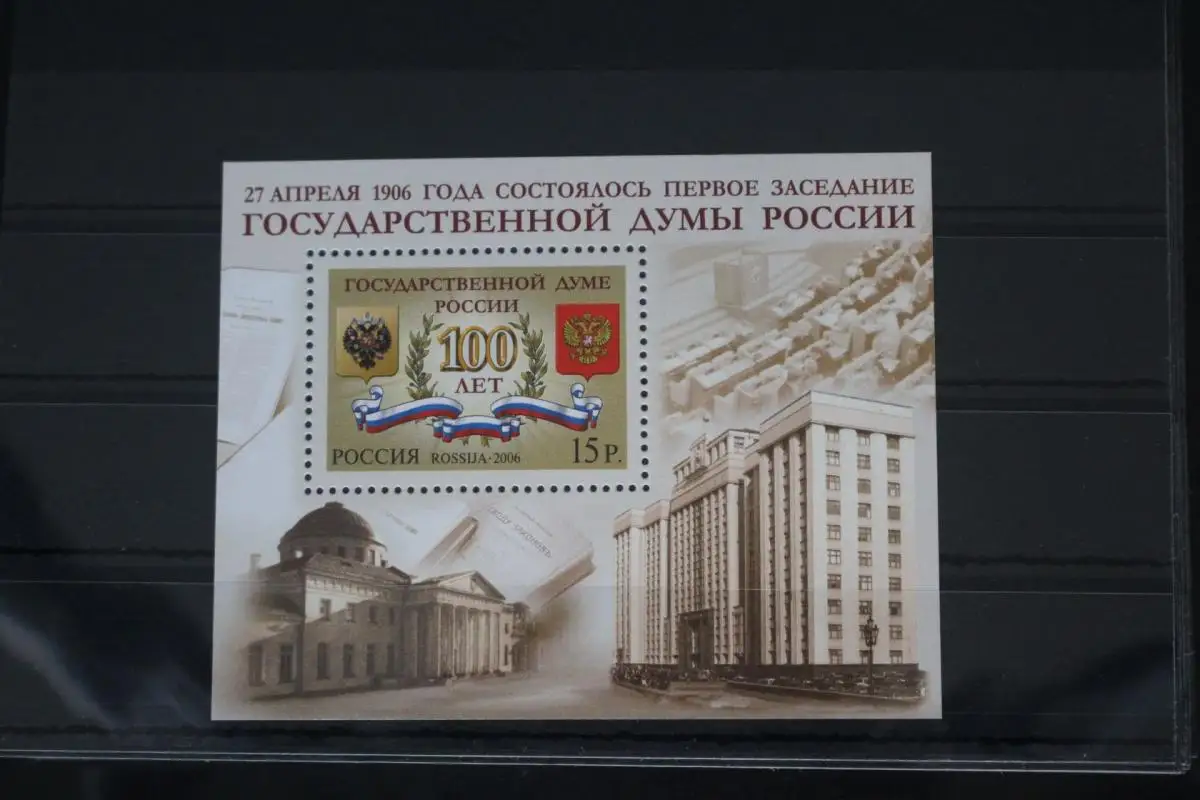 27 АПРЕЛЯ 1906 ГОДА СОСТОЯЛОСЬ ПЕРВОЕ ЗАСЕДАНИЕ
ГОСУДАРСТВЕННОЙ ДУМЫ РОССИИ
ГОСУДАРСТВЕННОЙ ДУМЕ
РОССИИ
100
ЛЕТ
РОССИЯ ROSSIJA·2006 15 Р.
ЗАКОНОВЪ